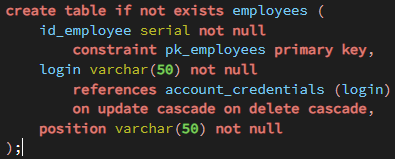 create table if not exists employees (
id_employee serial not null
constraint pk_employees primary key,
login varchar(50) not null
references account_credentials (login)
on update cascade on delete cascade,
position varchar(50) not null
);